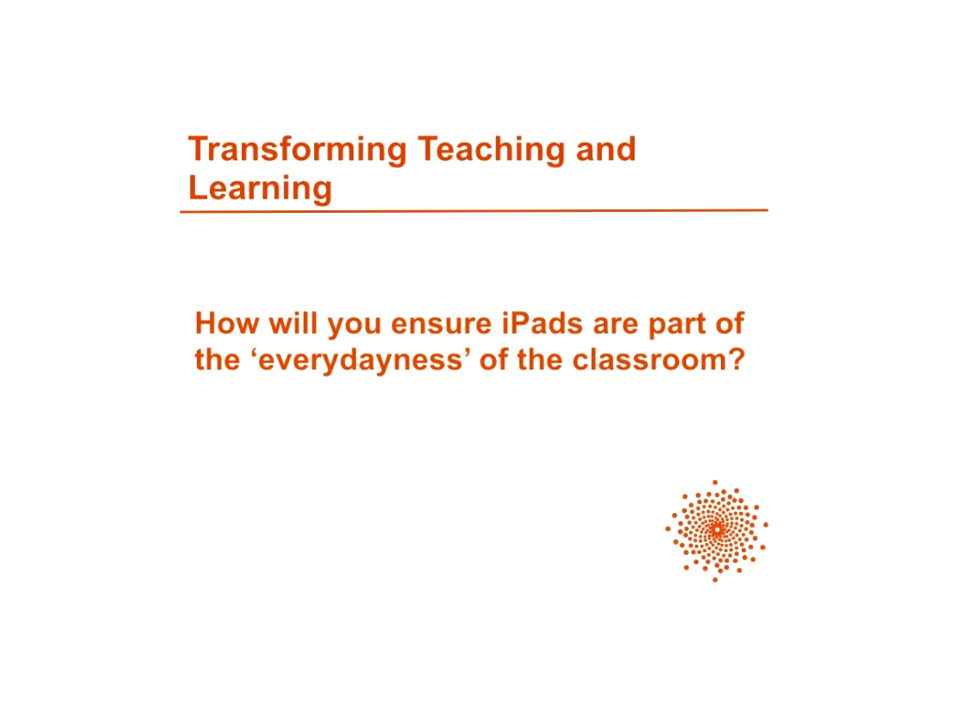 Transforming Teaching and
Learning
How will you ensure iPads are part of
the ‘everydayness’ of the classroom?